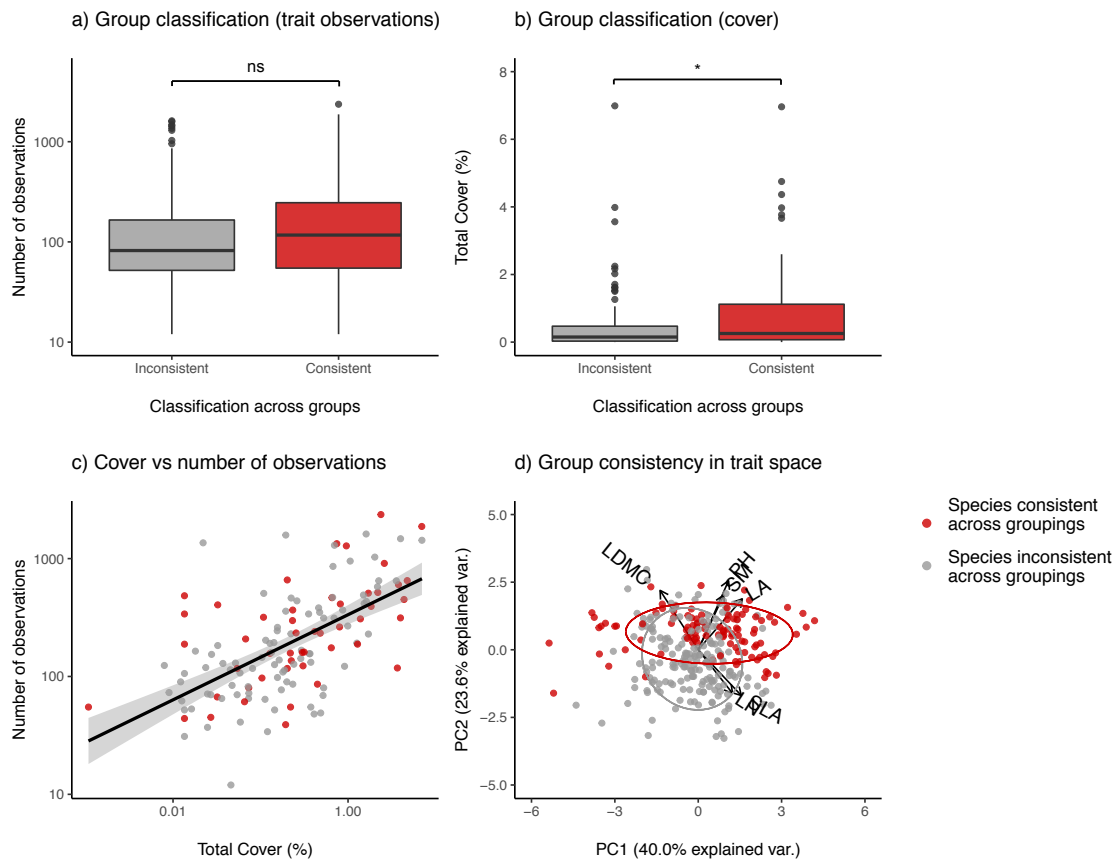 a) Group classification (trait observations)
ns
Number of observations
1000
100
10
Inconsistent
Consistent
Classification across groups
b) Group classification (cover)
*
Total Cover (%)
8
6
4
2
0
Inconsistent
Consistent
Classification across groups
c) Cover vs number of observations
Number of observations
1000
100
10
0.01
1.00
Total Cover (%)
d) Group consistency in trait space
PC2 (23.6% explained var.)
5.0
2.5
0.0
−2.5
−5.0
LDMC
PH
SM
LA
LN
SLA
−6
−3
0
3
6
PC1 (40.0% explained var.)
Species consistent
across groupings
Species inconsistent
across groupings